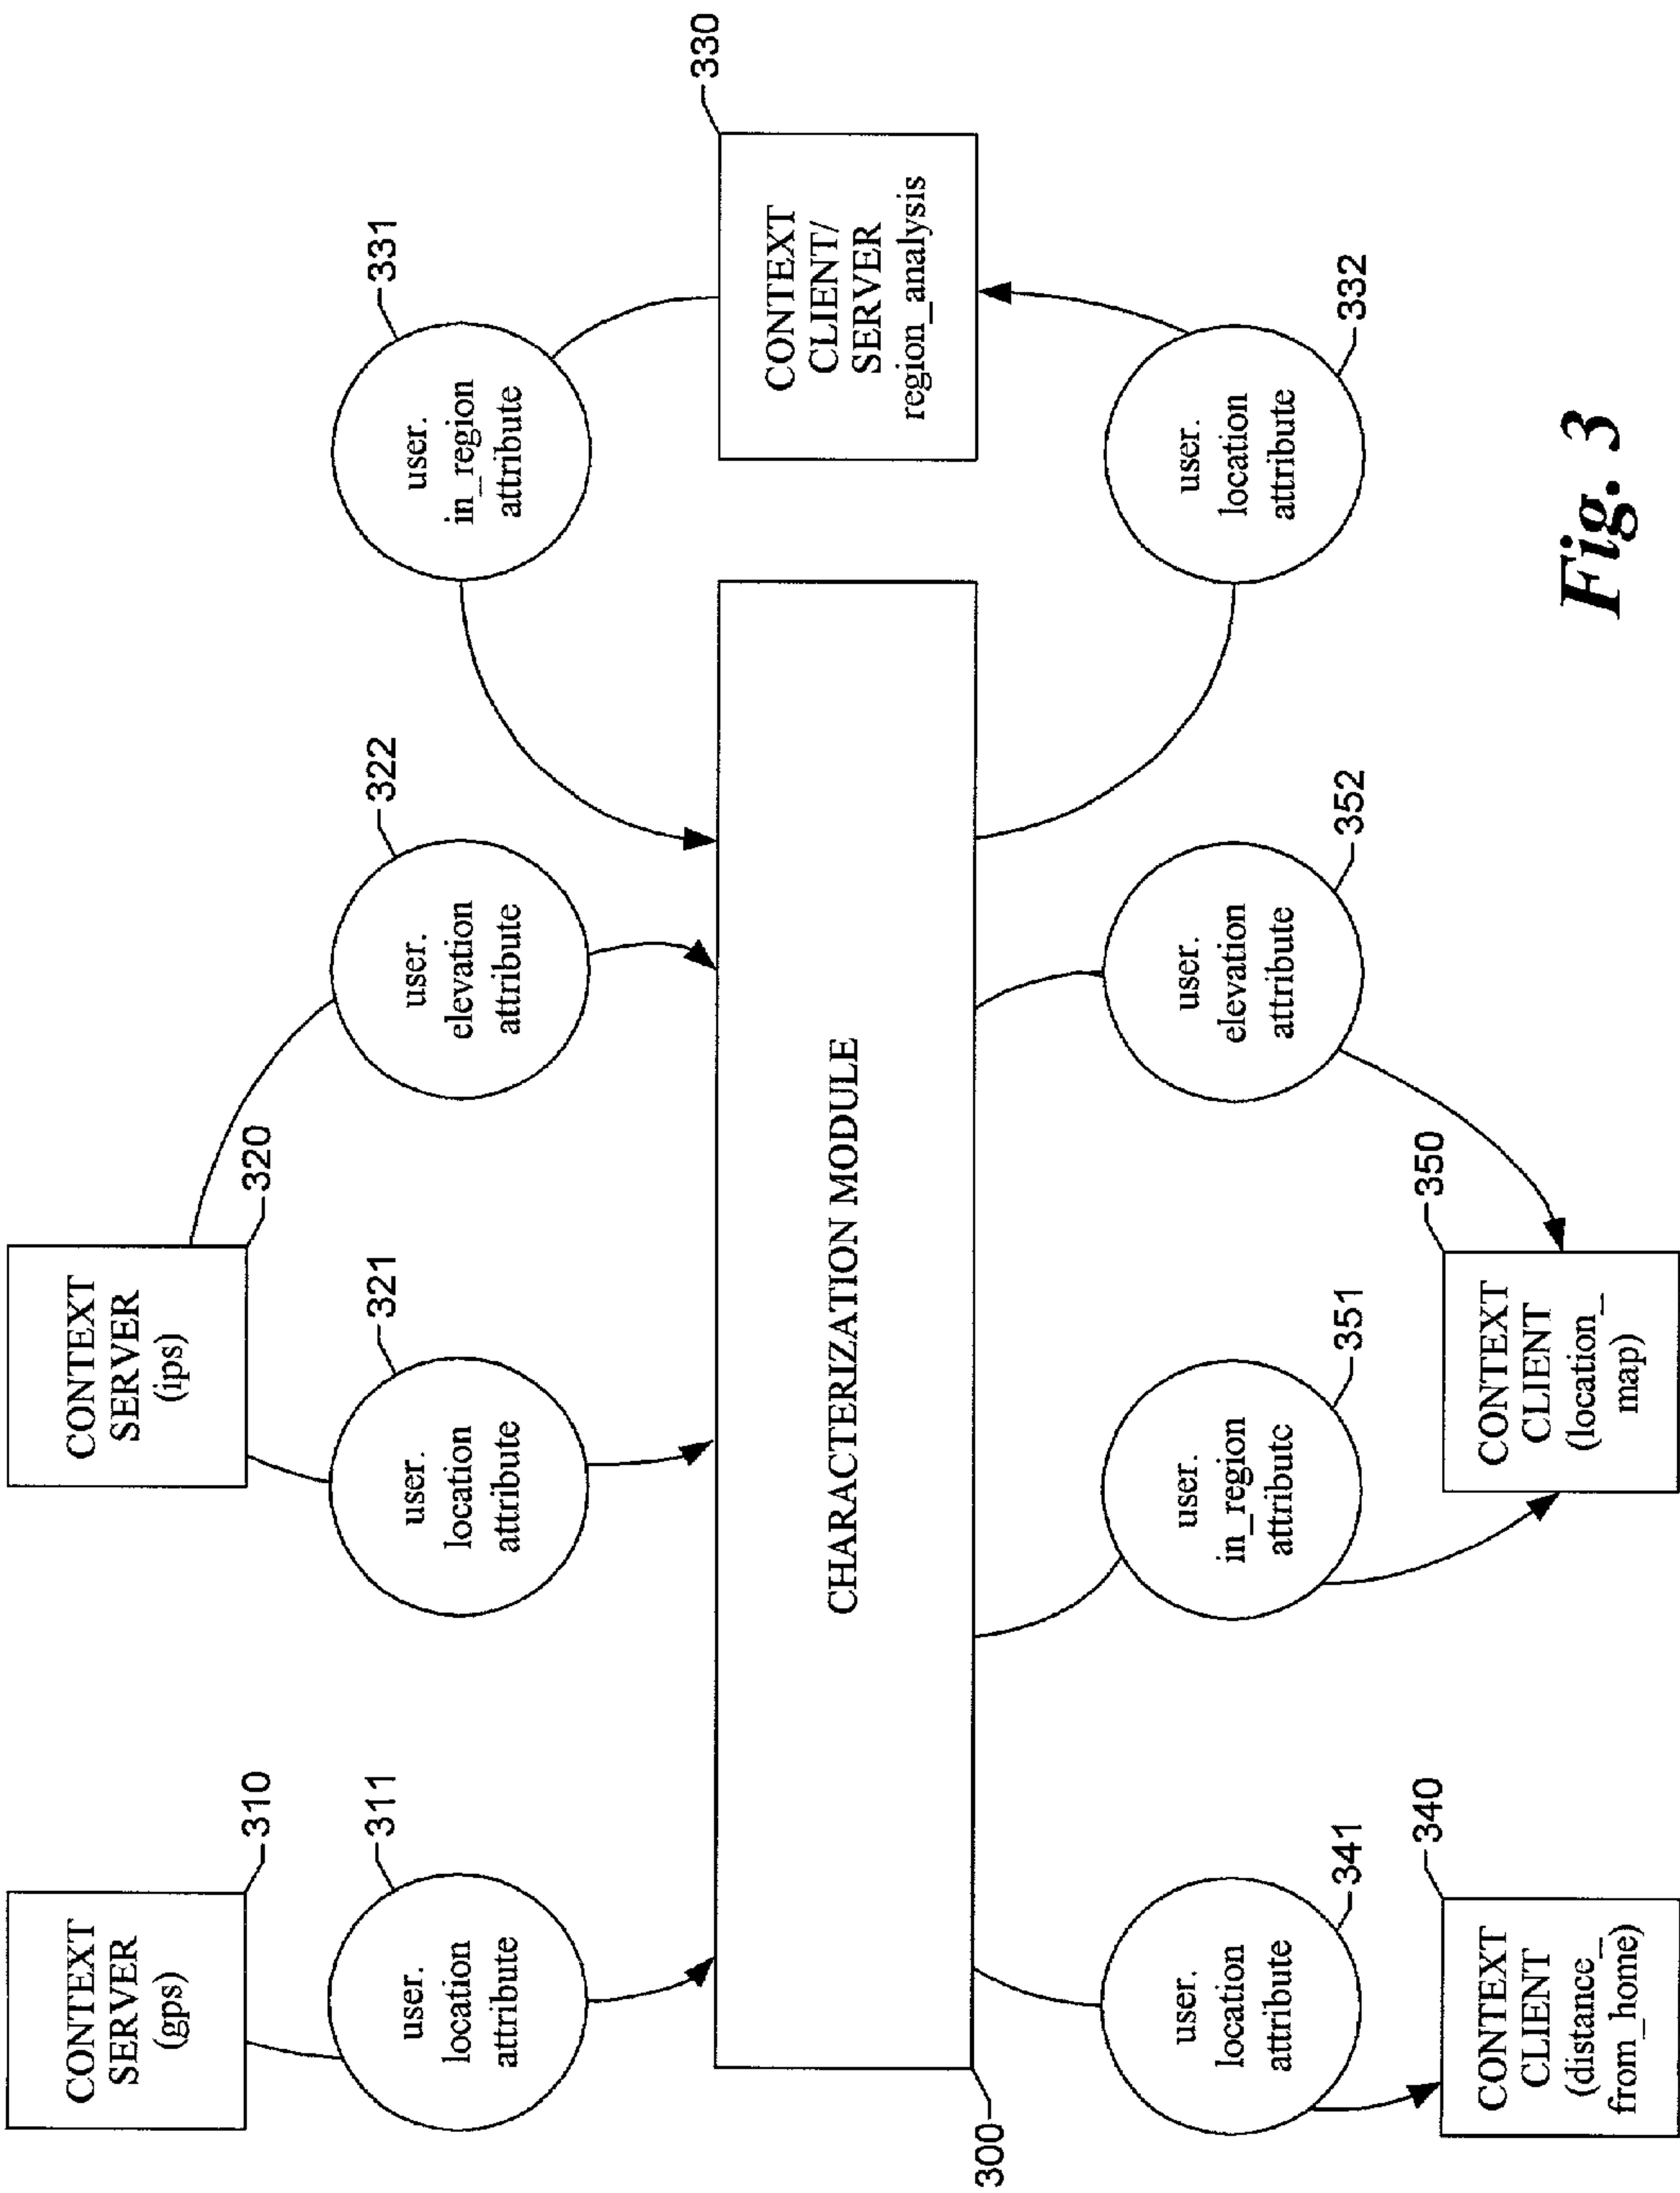 CONTEXT
SERVER
(gps)
310
user.
location
attribute
311
CONTEXT
SERVER
(ips)
320
user.
location
attribute
321
user.
elevation
attribute
322
user.
in_region
attribute
331
CONTEXT
CLIENT/
SERVER
region_analysis
330
CHARACTERIZATION MODULE
300
user.
location
attribute
341
CONTEXT
CLIENT
(distance_
from_home)
340
user.
in_region
attribute
351
user.
elevation
attribute
352
CONTEXT
CLIENT
(location_
map)
350
user.
location
attribute
332
Fig. 3